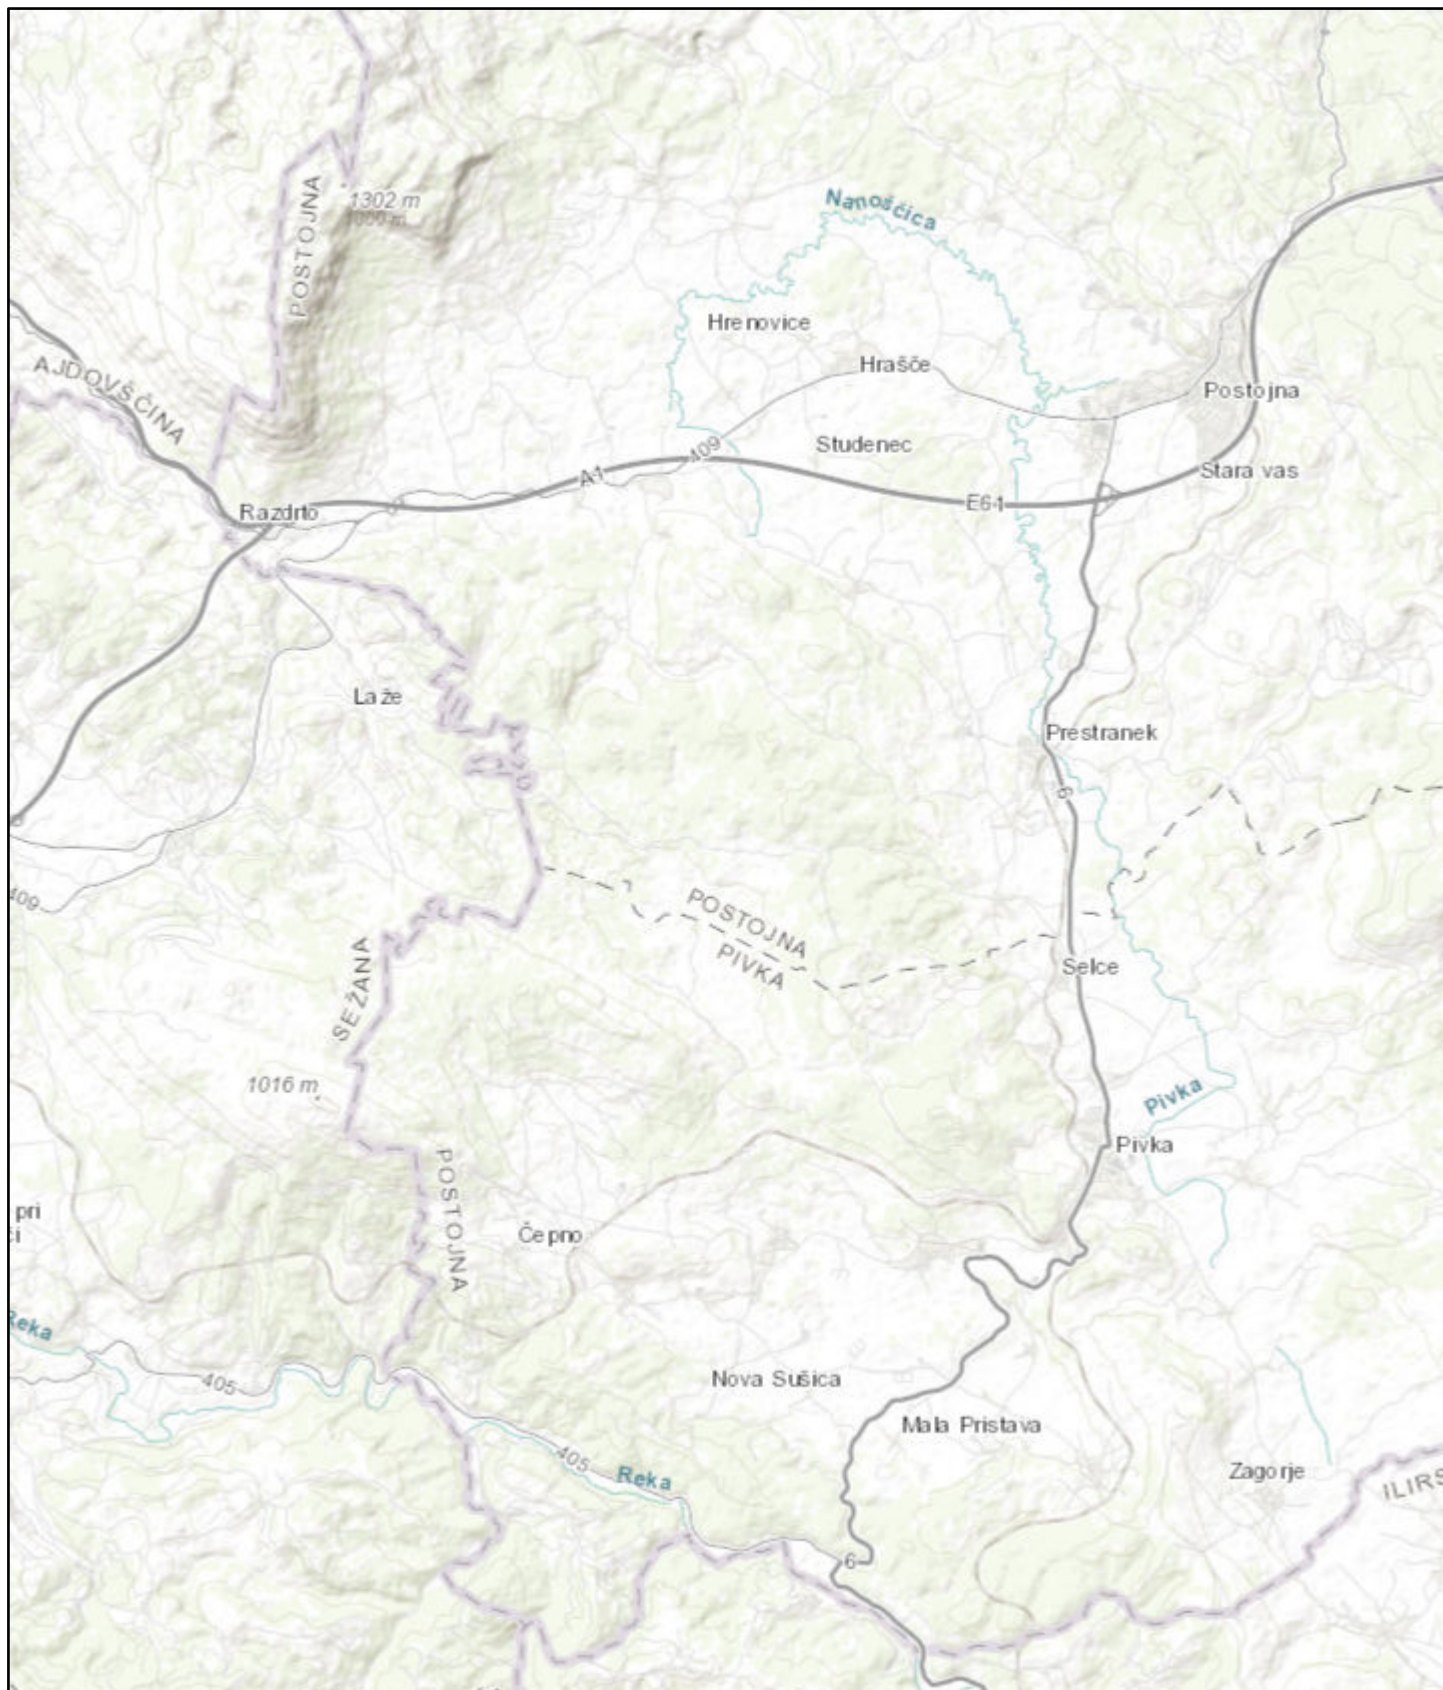 POSTOJNA
1302 m
1000 m
Nanoščica
Hrenovice
Hrašče
AJDOVŠČINA
Postojna
Studenec
409
Stara vas
A1
E61
Razdrto
Laže
Prestranek
6
409
POSTOJNA
PIVKA
SEŽANA
Selce
1016 m
Pivka
Pivka
POSTOJNA
pri
Čepno
Reka
405
Nova Sušica
Mala Pristava
405
Reka
Zagorje
ILIRS
6